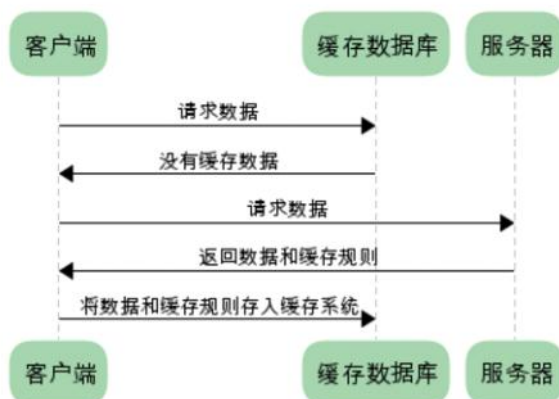 客户端 缓存数据库 服务器
请求数据
没有缓存数据
请求数据
返回数据和缓存规则
将数据和缓存规则存入缓存系统
客户端 缓存数据库 服务器